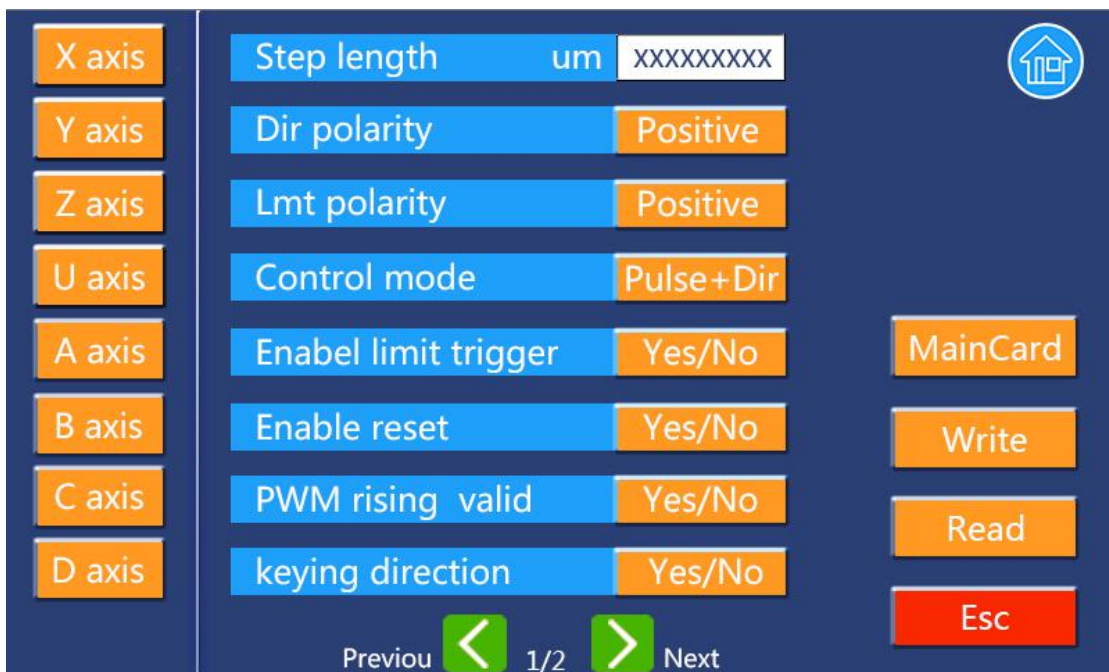 X axis
Y axis
Z axis
U axis
A axis
B axis
C axis
D axis
Step length um xxxxxxxxx
Dir polarity Positive
Lmt polarity Positive
Control mode Pulse+Dir
Enabel limit trigger Yes/No
Enable reset Yes/No
PWM rising valid Yes/No
keying direction Yes/No
Previou 1/2 Next
MainCard
Write
Read
Esc